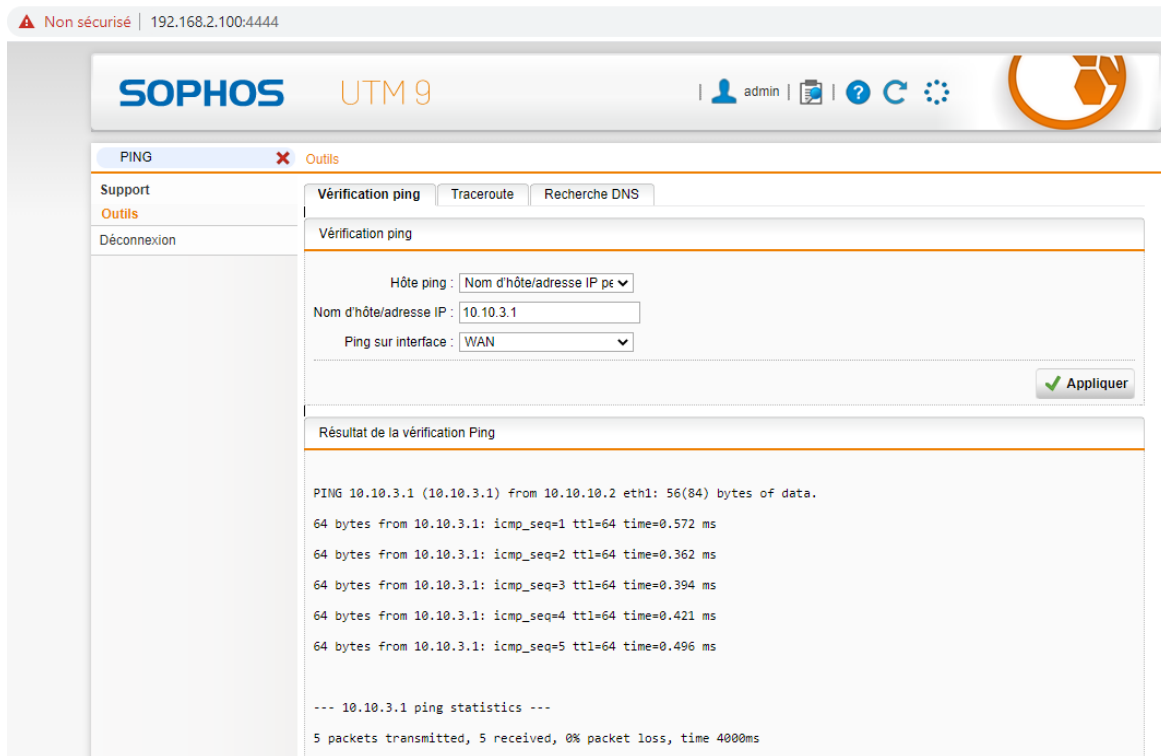 Non sécurisé | 192.168.2.100:4444
SOPHOS UTM 9 | admin | | ?
PING Outils
Support
Outils
Déconnexion
Vérification ping Traceroute Recherche DNS
Vérification ping
Hôte ping : Nom d'hôte/adresse IP pe
Nom d'hôte/adresse IP : 10.10.3.1
Ping sur interface : WAN
Appliquer
Résultat de la vérification Ping
PING 10.10.3.1 (10.10.3.1) from 10.10.10.2 eth1: 56(84) bytes of data.
64 bytes from 10.10.3.1: icmp_seq=1 ttl=64 time=0.572 ms
64 bytes from 10.10.3.1: icmp_seq=2 ttl=64 time=0.362 ms
64 bytes from 10.10.3.1: icmp_seq=3 ttl=64 time=0.394 ms
64 bytes from 10.10.3.1: icmp_seq=4 ttl=64 time=0.421 ms
64 bytes from 10.10.3.1: icmp_seq=5 ttl=64 time=0.496 ms
--- 10.10.3.1 ping statistics ---
5 packets transmitted, 5 received, 0% packet loss, time 4000ms